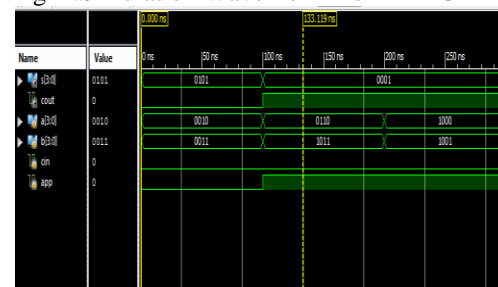 0.000 ns 133.119 ns
Name Value 0 ns 50 ns 100 ns 150 ns 200 ns 250 ns
s[3:0] 0101 0101 0001
cout 0
a[3:0] 0010 0010 0110 1000
b[3:0] 0011 0011 1011 1001
cin 0
app 0